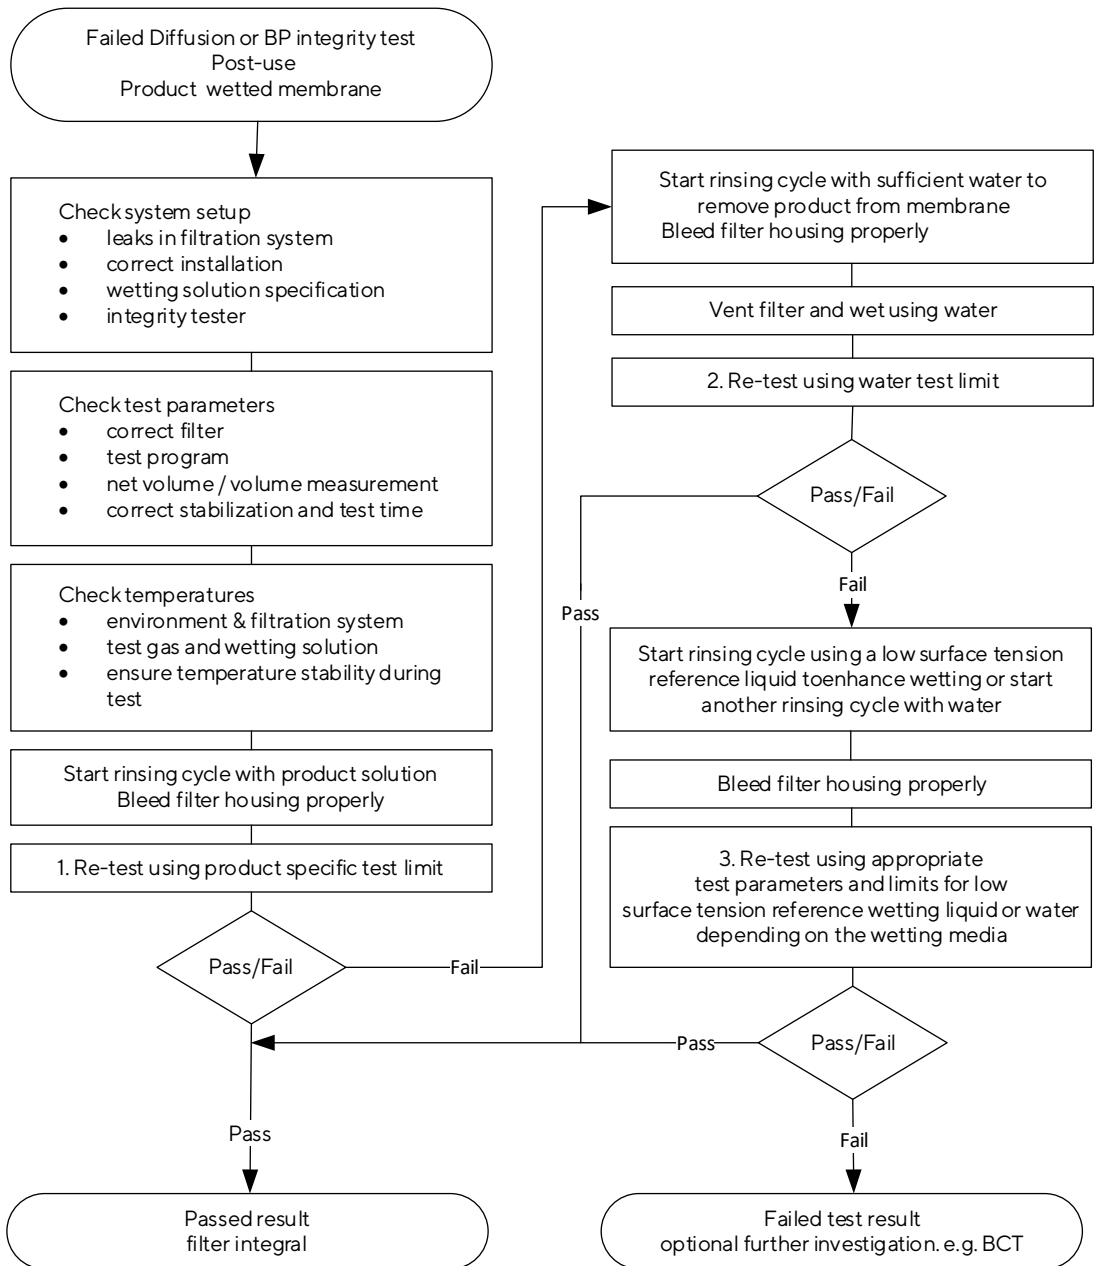 Failed Diffusion or BP integrity test
Post-use
Product wetted membrane
Check system setup
• leaks in filtration system
• correct installation
• wetting solution specification
• integrity tester
Check test parameters
• correct filter
• test program
• net volume / volume measurement
• correct stabilization and test time
Check temperatures
• environment & filtration system
• test gas and wetting solution
• ensure temperature stability during
test
Start rinsing cycle with product solution
Bleed filter housing properly
1. Re-test using product specific test limit
Pass/Fail
Fail
Pass
Passed result
filter integral
Start rinsing cycle with sufficient water to
remove product from membrane
Bleed filter housing properly
Vent filter and wet using water
2. Re-test using water test limit
Pass/Fail
Pass
Fail
Start rinsing cycle using a low surface tension
reference liquid toenhance wetting or start
another rinsing cycle with water
Bleed filter housing properly
3. Re-test using appropriate
test parameters and limits for low
surface tension reference wetting liquid or water
depending on the wetting media
Pass/Fail
Pass
Fail
Failed test result
optional further investigation. e.g. BCT